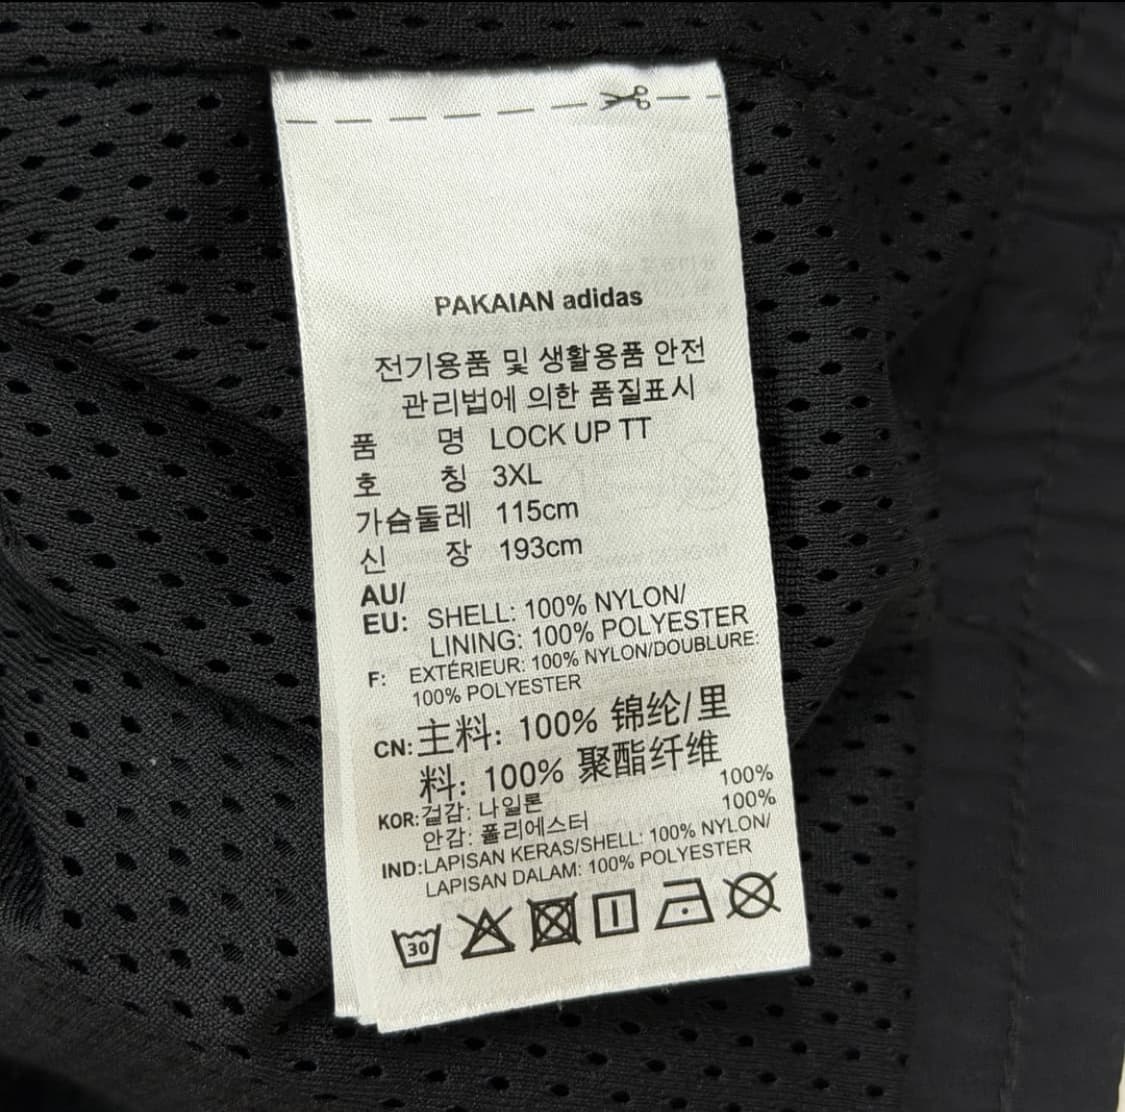 PAKAIAN adidas
전기용품 및 생활용품 안전
관리법에 의한 품질표시
품 명 LOCK UP TT
호 칭 3XL
가슴둘레 115cm
신 장 193cm
AU/
EU: SHELL: 100% NYLON/
LINING: 100% POLYESTER
F: EXTÉRIEUR: 100% NYLON/DOUBLURE:
100% POLYESTER
CN: 主料: 100% 锦纶/里
料: 100% 聚酯纤维
KOR: 겉감: 나일론 100%
안감: 폴리에스터 100%
IND: LAPISAN KERAS/SHELL: 100% NYLON/
LAPISAN DALAM: 100% POLYESTER
30